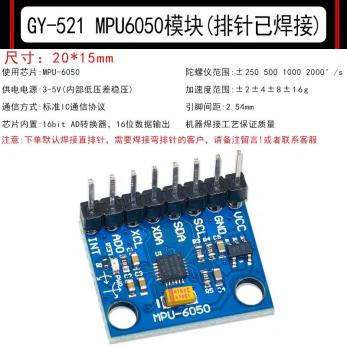 GY-521 MPU6050模块(排针已焊接)
尺寸：20*15mm
使用芯片:MPU-6050
陀螺仪范围:±250 500 1000 2000°/s
供电电源:3-5V(内部低压差稳压)
加速度范围:±2±4±8±16g
通信方式:标准IC通信协议
引脚间距:2.54mm
芯片内置:16bit AD转换器,16位数据输出
机器焊接工艺保证质量
注意:下单默认焊接直排针,需要焊接弯排针的客户,请备注留言!或者联系客服
INT
ADO
XCL
XDA
SDA
SCL
GND
VCC
MPU-6050